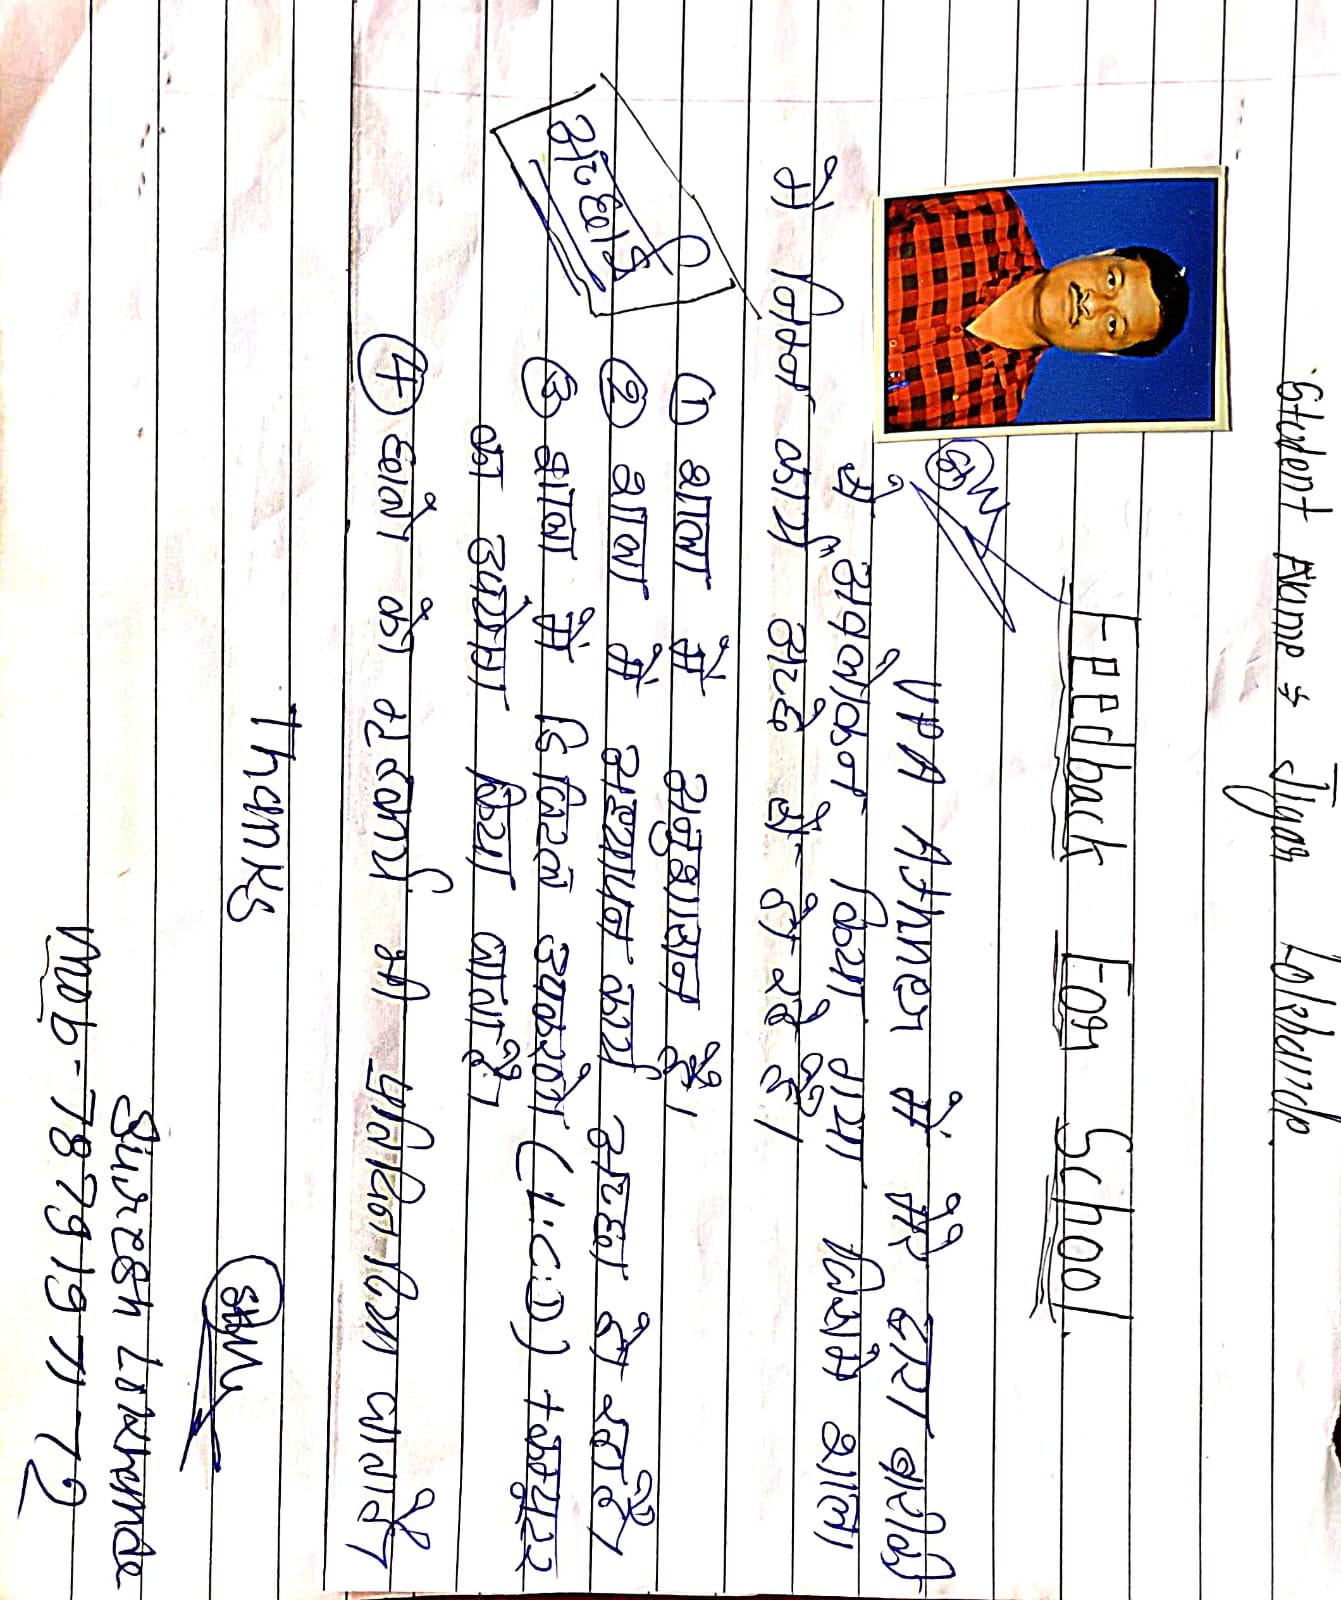 Student Name → Jigar Lokhande.
Feedback For School.
VPA Athner में मेरे द्वारा बारीकी
से अवलोकन किया गया जिसमे शाला
में निम्न कार्य अच्छे से हो रहे है।
अच्छाई
① शाला में अनुशासन है।
② शाला में अध्यापन कार्य अच्छा हो रहा है।
③ शाला में डिजिटल उपकरणो (L.C.D) + कम्प्यूटर
का उपयोग किया जाता है।
④ छात्रो को गृहकार्य भी प्रतिदिन दिया जाता है।
Thanks
Suresh Lokhande
Mob - 7879197172